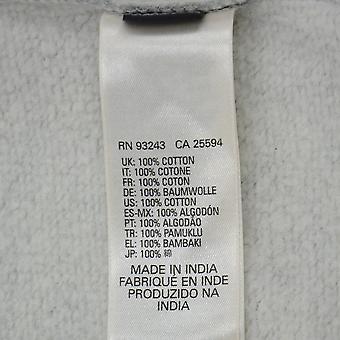 RN 93243 CA 25594
UK: 100% COTTON
IT: 100% COTONE
FR: 100% COTON
DE: 100% BAUMWOLLE
US: 100% COTTON
ES-MX: 100% ALGODÓN
PT: 100% ALGODÃO
TR: 100% PAMUKLU
EL: 100% BAMBAKI
JP: 100% 綿
MADE IN INDIA
FABRIQUÉ EN INDE
PRODUZIDO NA
INDIA